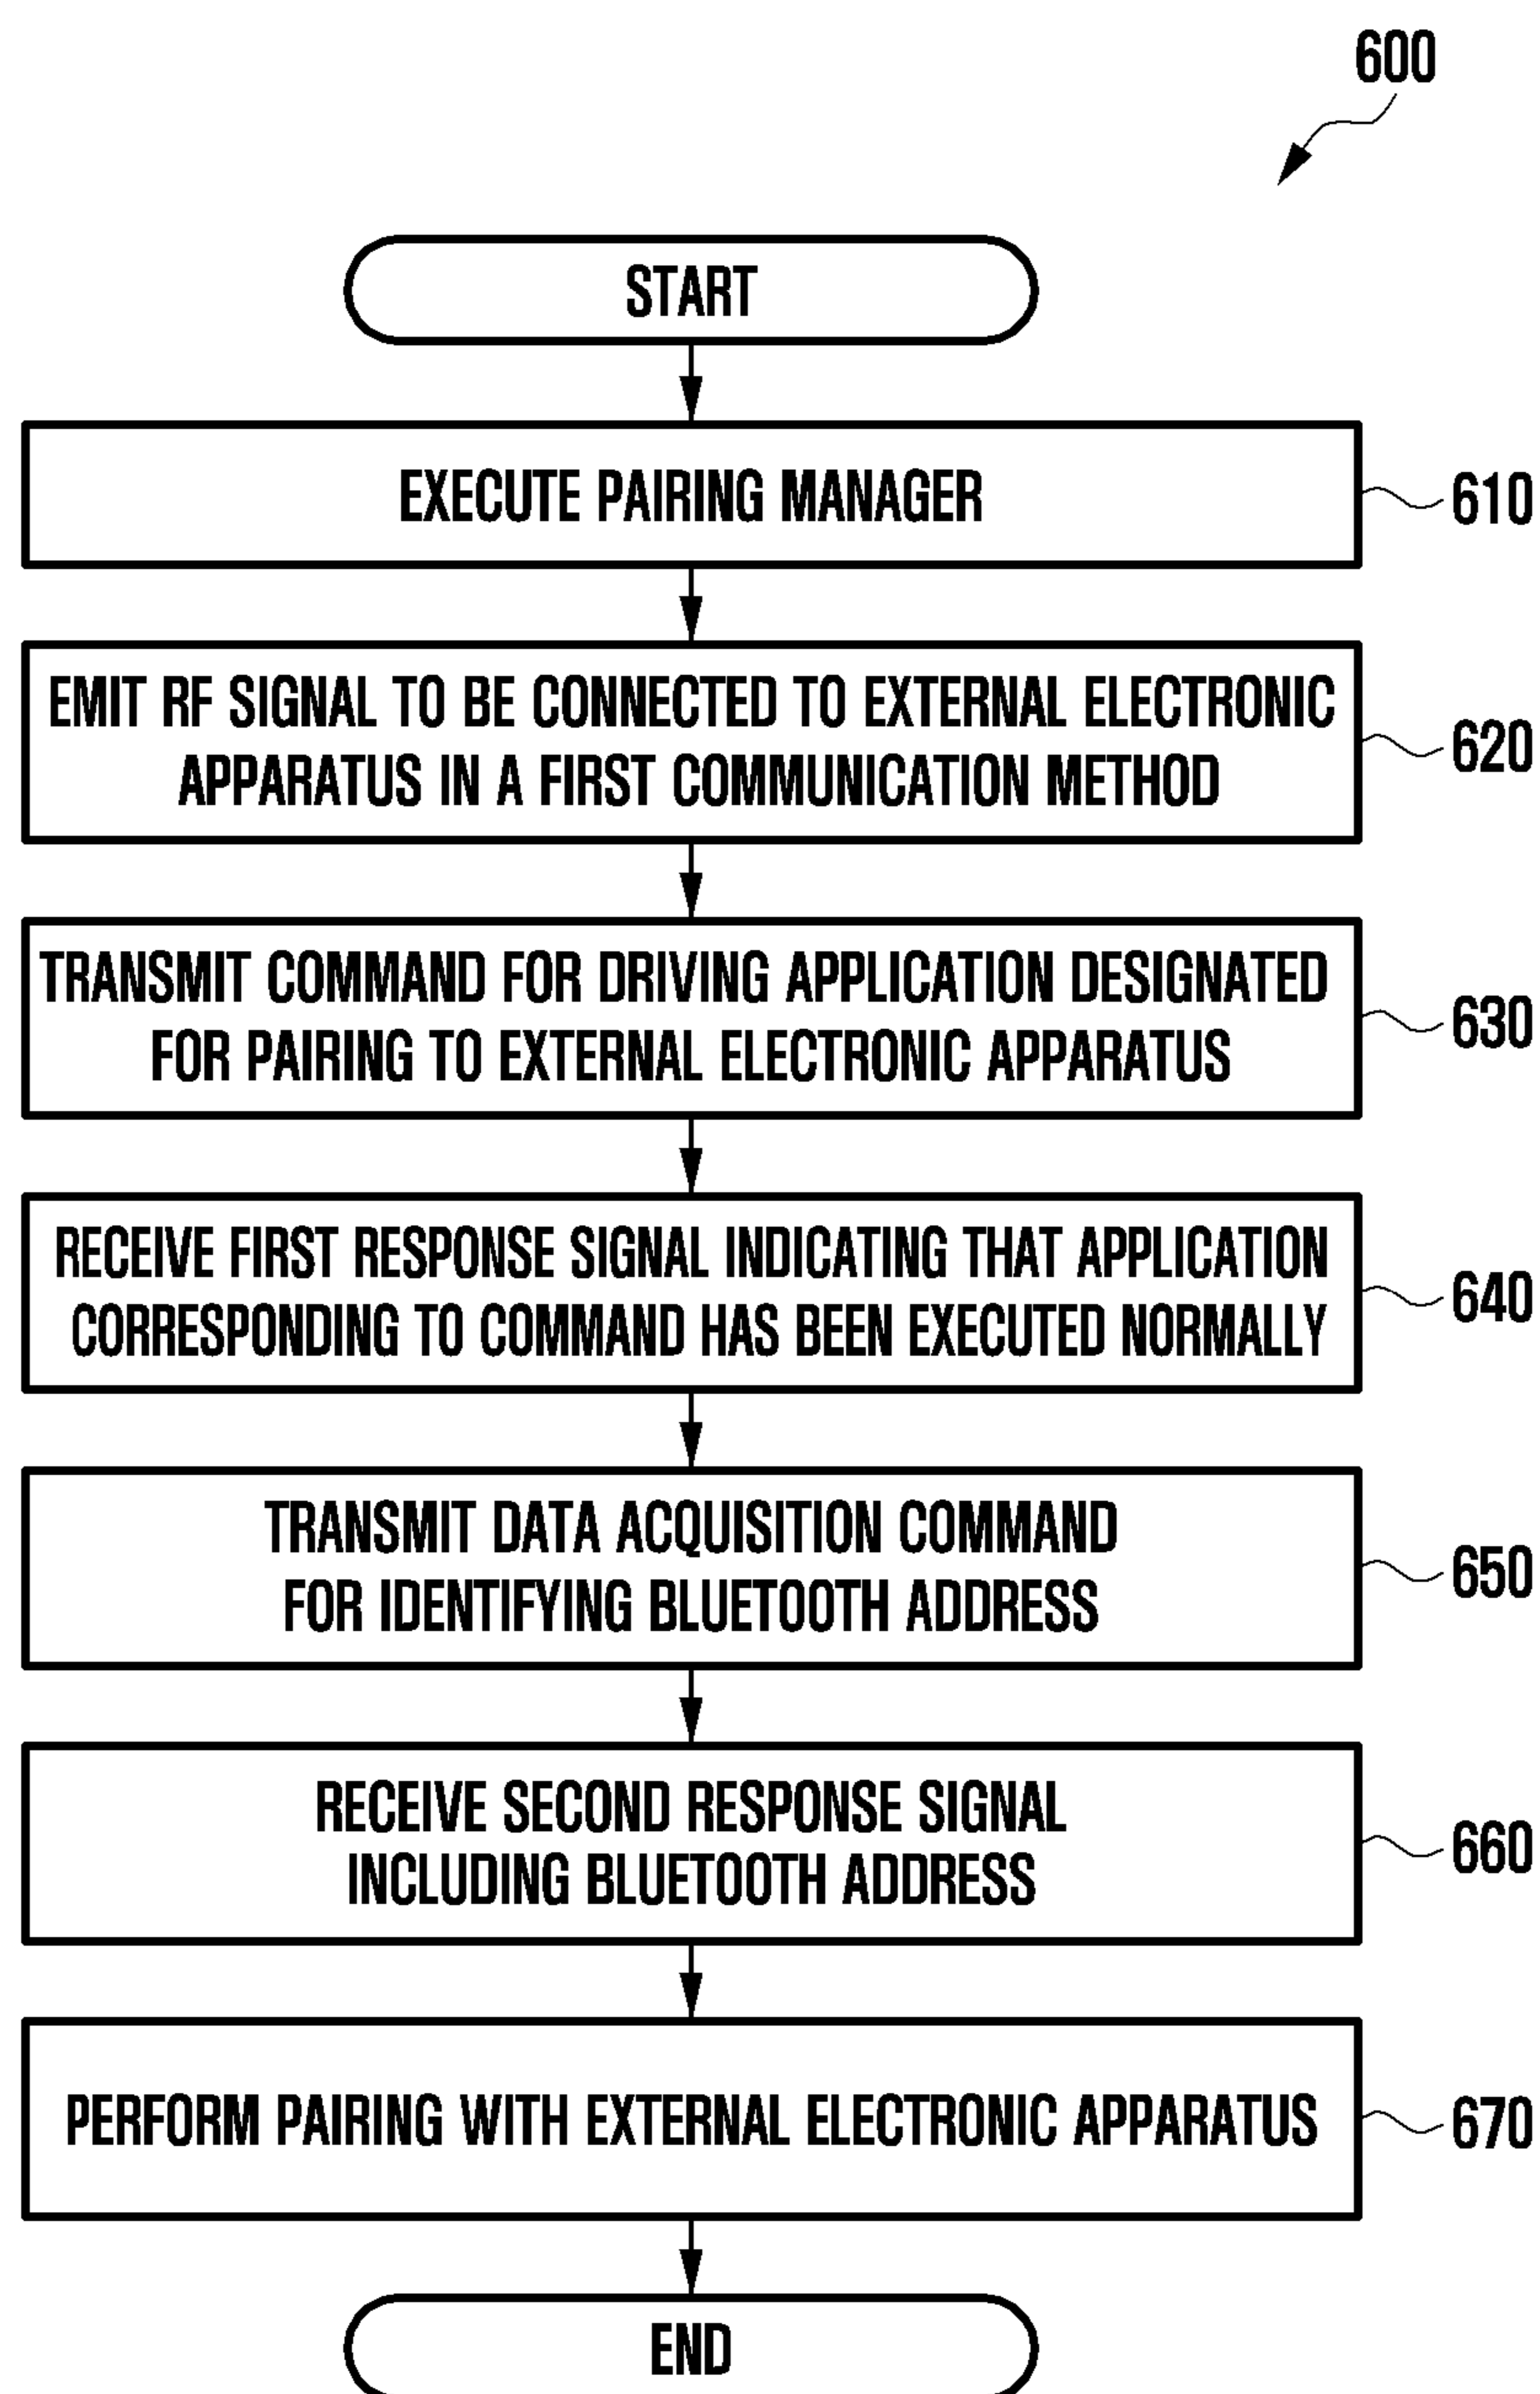 600
START
EXECUTE PAIRING MANAGER
610
EMIT RF SIGNAL TO BE CONNECTED TO EXTERNAL ELECTRONIC
APPARATUS IN A FIRST COMMUNICATION METHOD
620
TRANSMIT COMMAND FOR DRIVING APPLICATION DESIGNATED
FOR PAIRING TO EXTERNAL ELECTRONIC APPARATUS
630
RECEIVE FIRST RESPONSE SIGNAL INDICATING THAT APPLICATION
CORRESPONDING TO COMMAND HAS BEEN EXECUTED NORMALLY
640
TRANSMIT DATA ACQUISITION COMMAND
FOR IDENTIFYING BLUETOOTH ADDRESS
650
RECEIVE SECOND RESPONSE SIGNAL
INCLUDING BLUETOOTH ADDRESS
660
PERFORM PAIRING WITH EXTERNAL ELECTRONIC APPARATUS
670
END